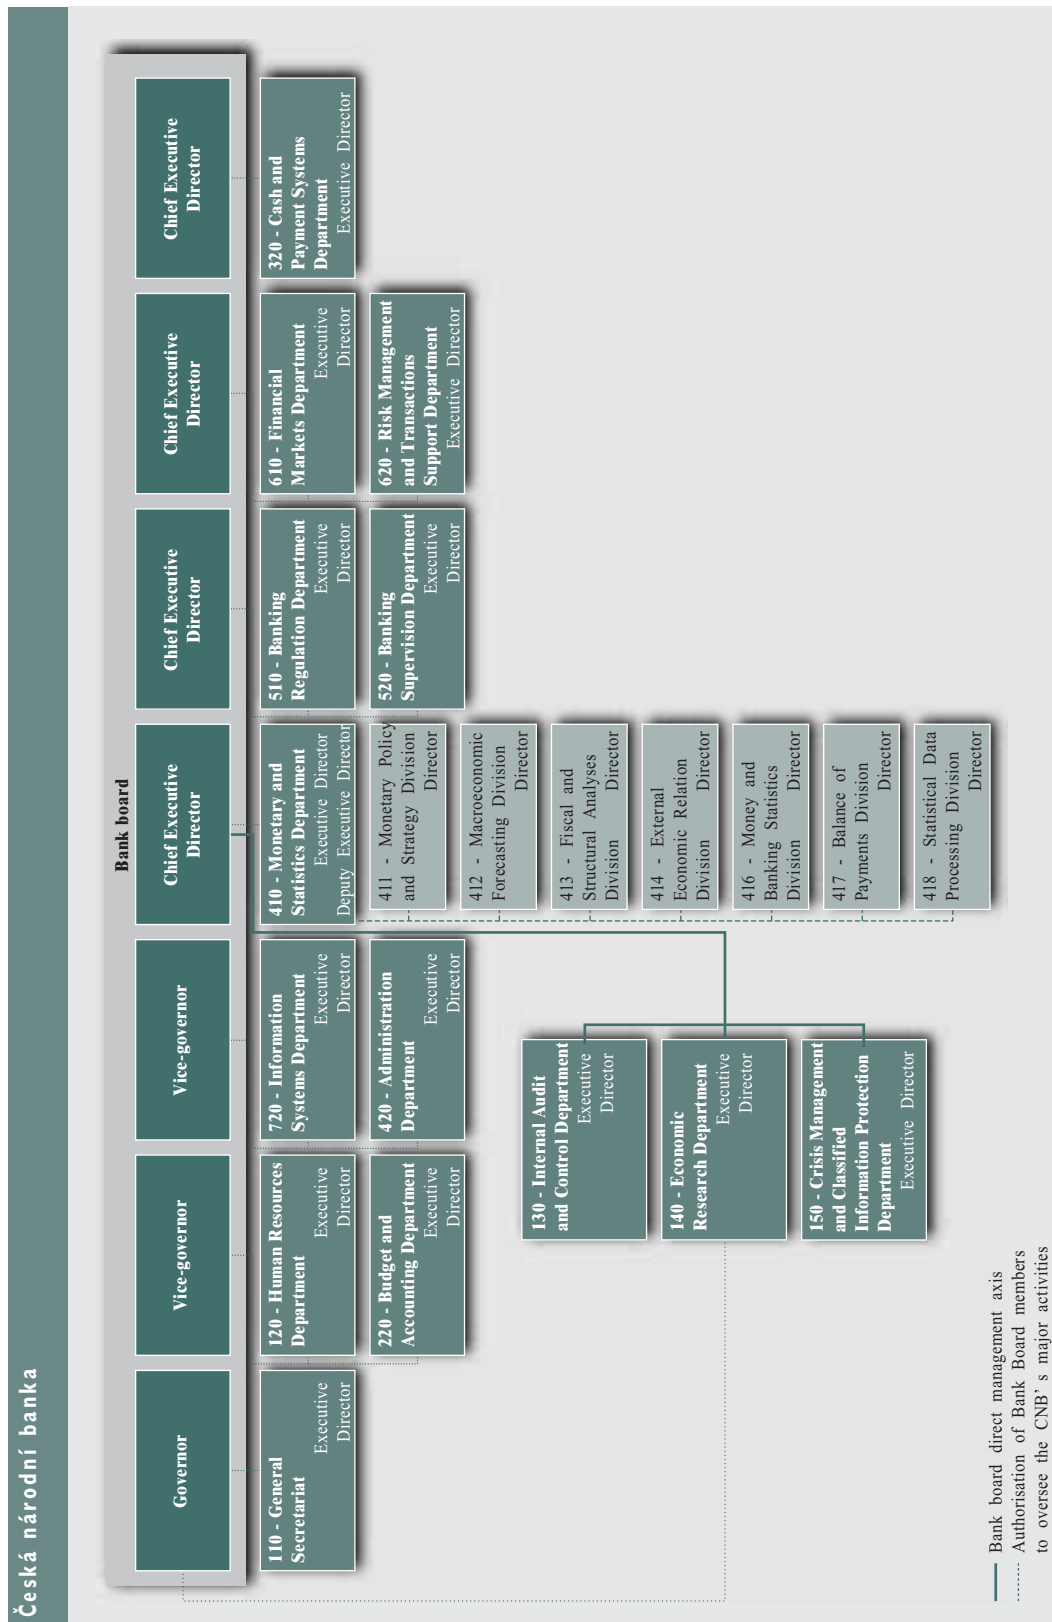 Česká národní banka
Bank board
Governor
Vice-governor
Vice-governor
Chief Executive
Director
Chief Executive
Director
Chief Executive
Director
Chief Executive
Director
110 - General
Secretariat
Executive
Director
120 - Human Resources
Department
Executive
Director
220 - Budget and
Accounting Department
Executive
Director
720 - Information
Systems Department
Executive
Director
420 - Administration
Department
Executive
Director
410 - Monetary and
Statistics Department
Executive Director
Deputy Executive Director
411 - Monetary Policy
and Strategy Division
Director
412 - Macroeconomic
Forecasting Division
Director
413 - Fiscal and
Structural Analyses
Division Director
414 - External
Economic Relation
Division Director
416 - Money and
Banking Statistics
Division Director
417 - Balance of
Payments Division
Director
418 - Statistical Data
Processing Division
Director
510 - Banking
Regulation Department
Executive
Director
520 - Banking
Supervision Department
Executive
Director
610 - Financial
Markets Department
Executive
Director
620 - Risk Management
and Transactions
Support Department
Executive Director
320 - Cash and
Payment Systems
Department
Executive Director
130 - Internal Audit
and Control Department
Executive
Director
140 - Economic
Research Department
Executive
Director
150 - Crisis Management
and Classified
Information Protection
Department
Executive Director
Bank board direct management axis
Authorisation of Bank Board members
to oversee the CNB' s major activities